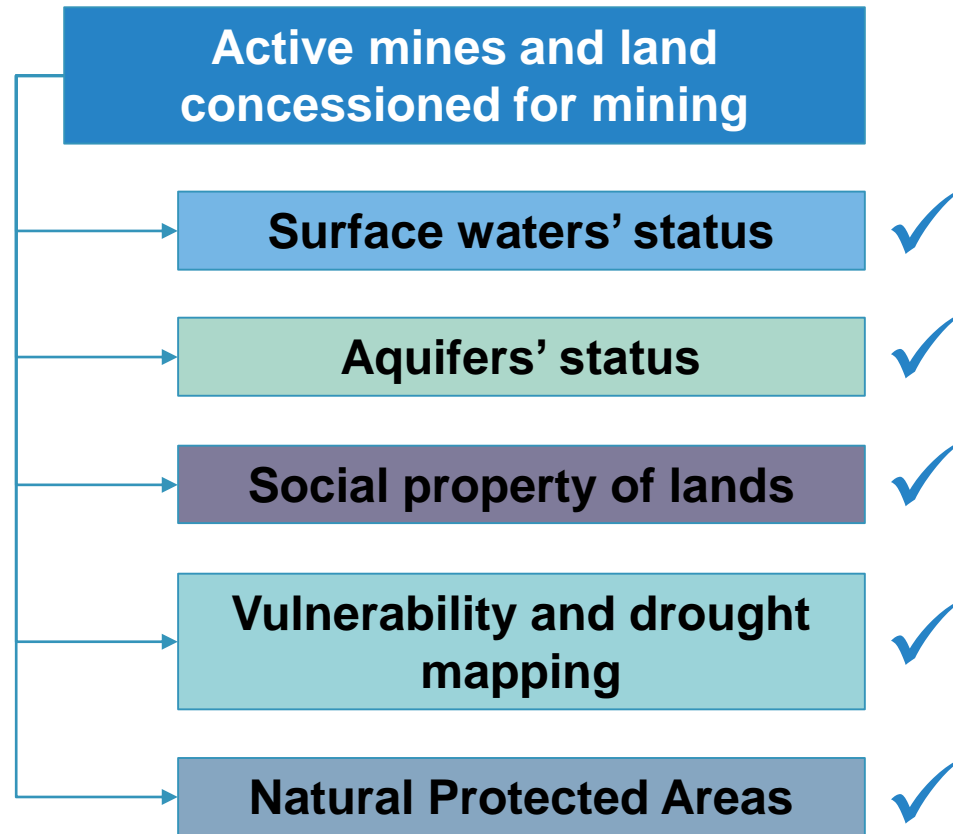 Active mines and land
concessioned for mining
Surface waters’ status
Aquifers’ status
Social property of lands
Vulnerability and drought
mapping
Natural Protected Areas